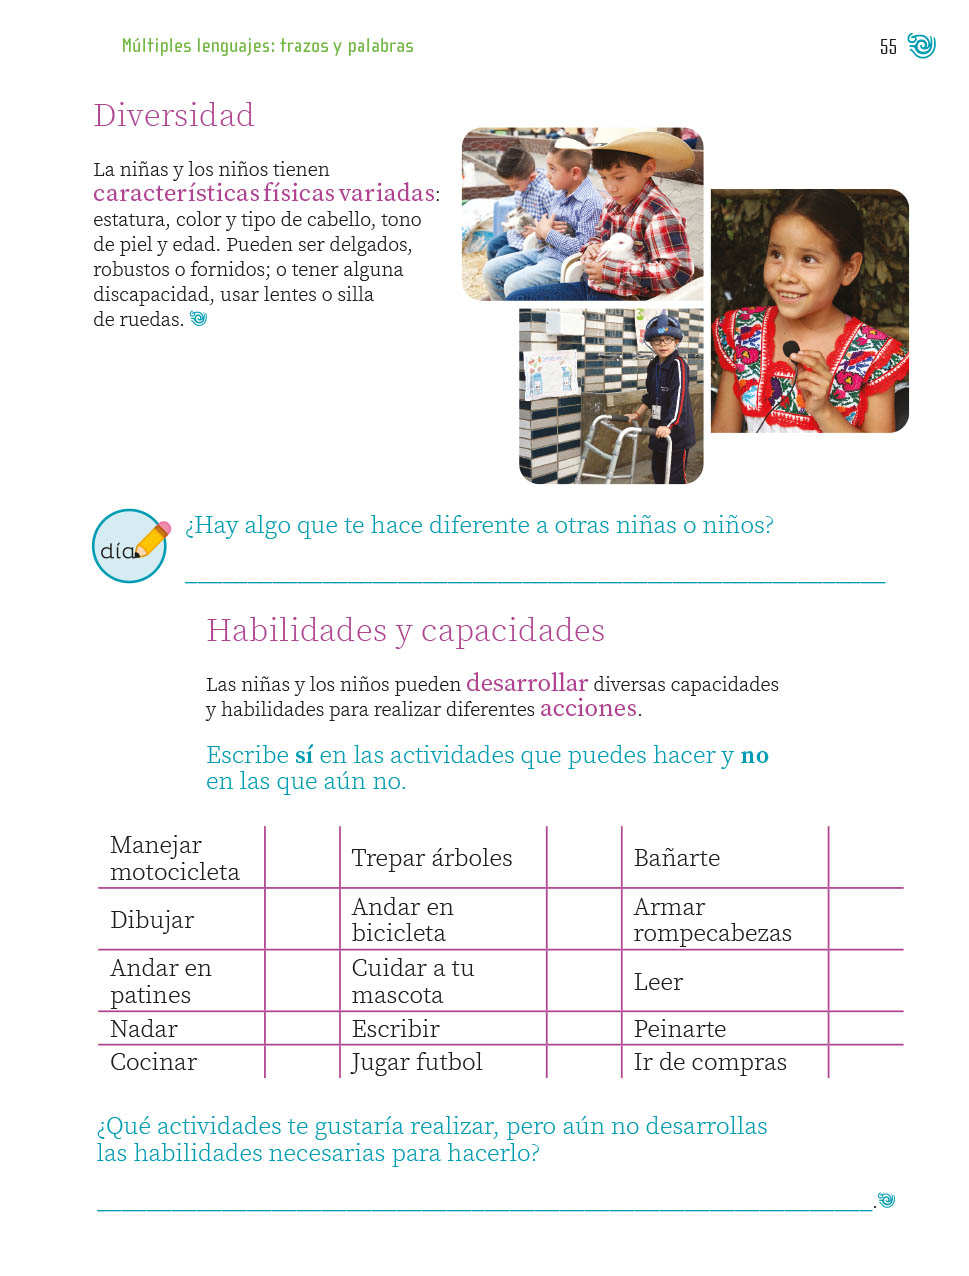 Múltiples lenguajes: trazos y palabras
55
Diversidad
La niñas y los niños tienen
características físicas variadas:
estatura, color y tipo de cabello, tono
de piel y edad. Pueden ser delgados,
robustos o fornidos; o tener alguna
discapacidad, usar lentes o silla
de ruedas.
día
¿Hay algo que te hace diferente a otras niñas o niños?
Habilidades y capacidades
Las niñas y los niños pueden desarrollar diversas capacidades
y habilidades para realizar diferentes acciones.
Escribe sí en las actividades que puedes hacer y no
en las que aún no.
Manejar
motocicleta
Trepar árboles
Bañarte
Dibujar
Andar en
bicicleta
Armar
rompecabezas
Andar en
patines
Cuidar a tu
mascota
Leer
Nadar
Escribir
Peinarte
Cocinar
Jugar futbol
Ir de compras
¿Qué actividades te gustaría realizar, pero aún no desarrollas
las habilidades necesarias para hacerlo?
.